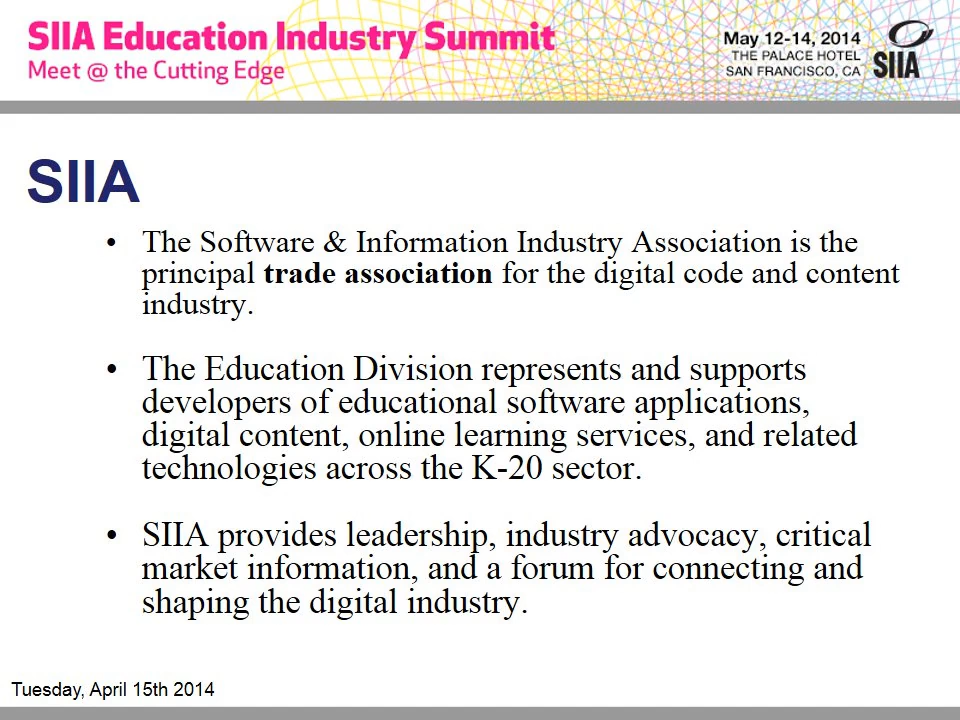 SIIA Education Industry Summit
Meet @ the Cutting Edge
May 12-14, 2014
THE PALACE HOTEL
SAN FRANCISCO, CA
SIIA
SIIA
• The Software & Information Industry Association is the
principal trade association for the digital code and content
industry.
• The Education Division represents and supports
developers of educational software applications,
digital content, online learning services, and related
technologies across the K-20 sector.
• SIIA provides leadership, industry advocacy, critical
market information, and a forum for connecting and
shaping the digital industry.
Tuesday, April 15th 2014